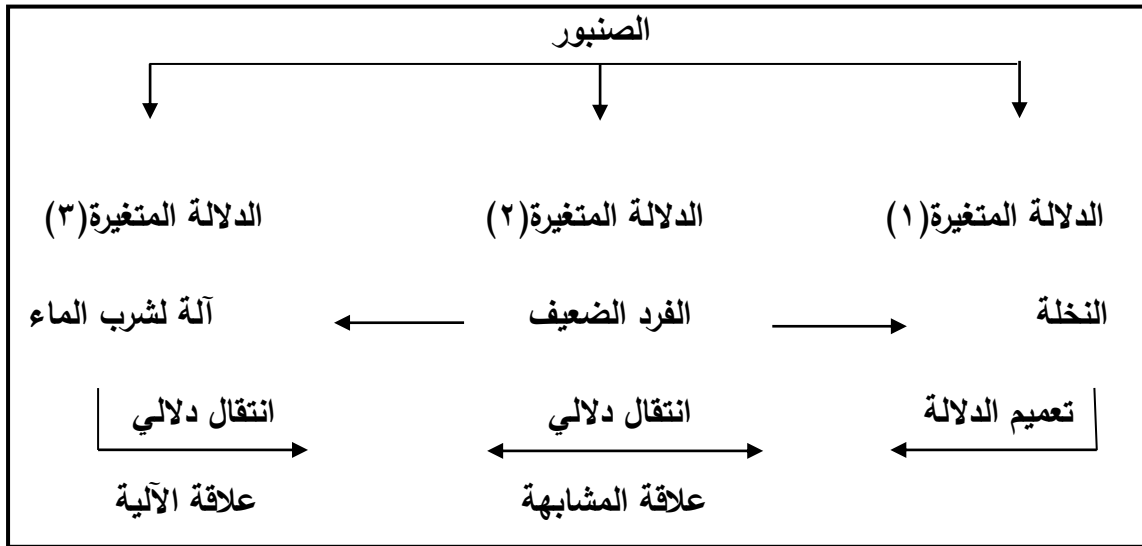 الصنبور
الدلالة المتغيرة(١) الدلالة المتغيرة(٢) الدلالة المتغيرة(٣)
النخلة الفرد الضعيف آلة لشرب الماء
تعميم الدلالة انتقال دلالي انتقال دلالي
علاقة المشابهة علاقة الآلية